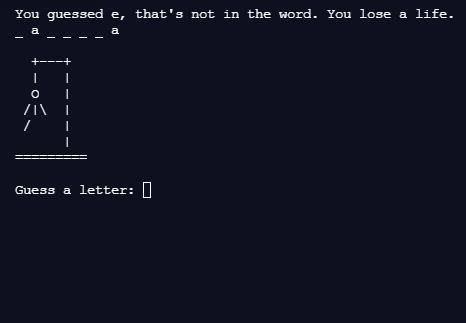 You guessed e, that's not in the word. You lose a life.
_ a _ _ _ _ a
  +---+
  |   |
  O   |
 /|\  |
 /    |
      |
=========
Guess a letter: